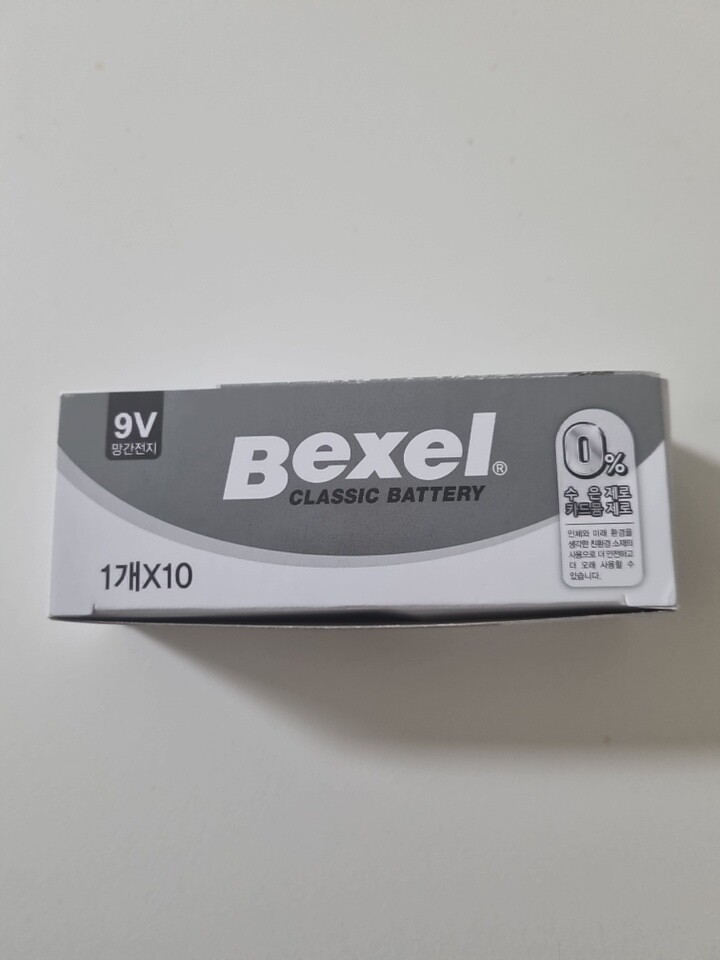 9V
망간전지
Bexel®
CLASSIC BATTERY
1개X10
0%
수은 제로
카드뮴 제로
인체와 미래 환경을
생각한 친환경 소재의
사용으로 더 안전하고
더 오래 사용할 수
있습니다.